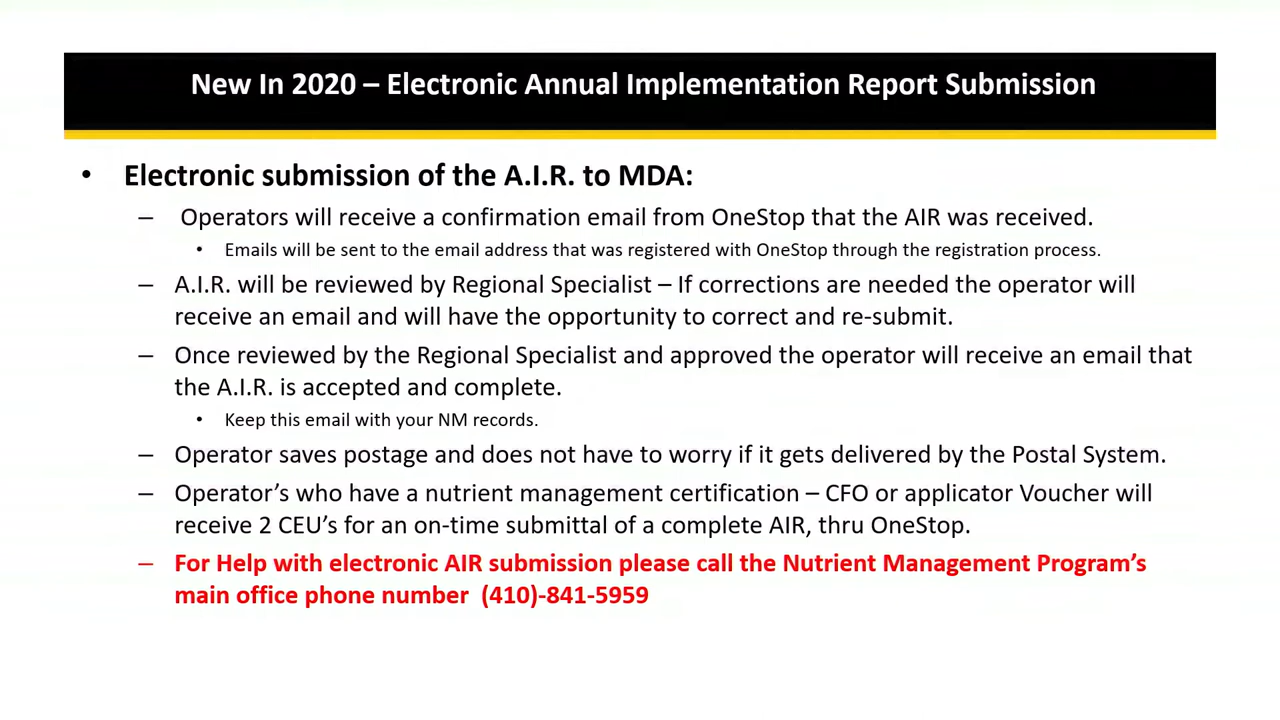 New In 2020 – Electronic Annual Implementation Report Submission
• Electronic submission of the A.I.R. to MDA:
– Operators will receive a confirmation email from OneStop that the AIR was received.
• Emails will be sent to the email address that was registered with OneStop through the registration process.
– A.I.R. will be reviewed by Regional Specialist – If corrections are needed the operator will
receive an email and will have the opportunity to correct and re-submit.
– Once reviewed by the Regional Specialist and approved the operator will receive an email that
the A.I.R. is accepted and complete.
• Keep this email with your NM records.
– Operator saves postage and does not have to worry if it gets delivered by the Postal System.
– Operator’s who have a nutrient management certification – CFO or applicator Voucher will
receive 2 CEU’s for an on-time submittal of a complete AIR, thru OneStop.
– For Help with electronic AIR submission please call the Nutrient Management Program’s
main office phone number (410)-841-5959